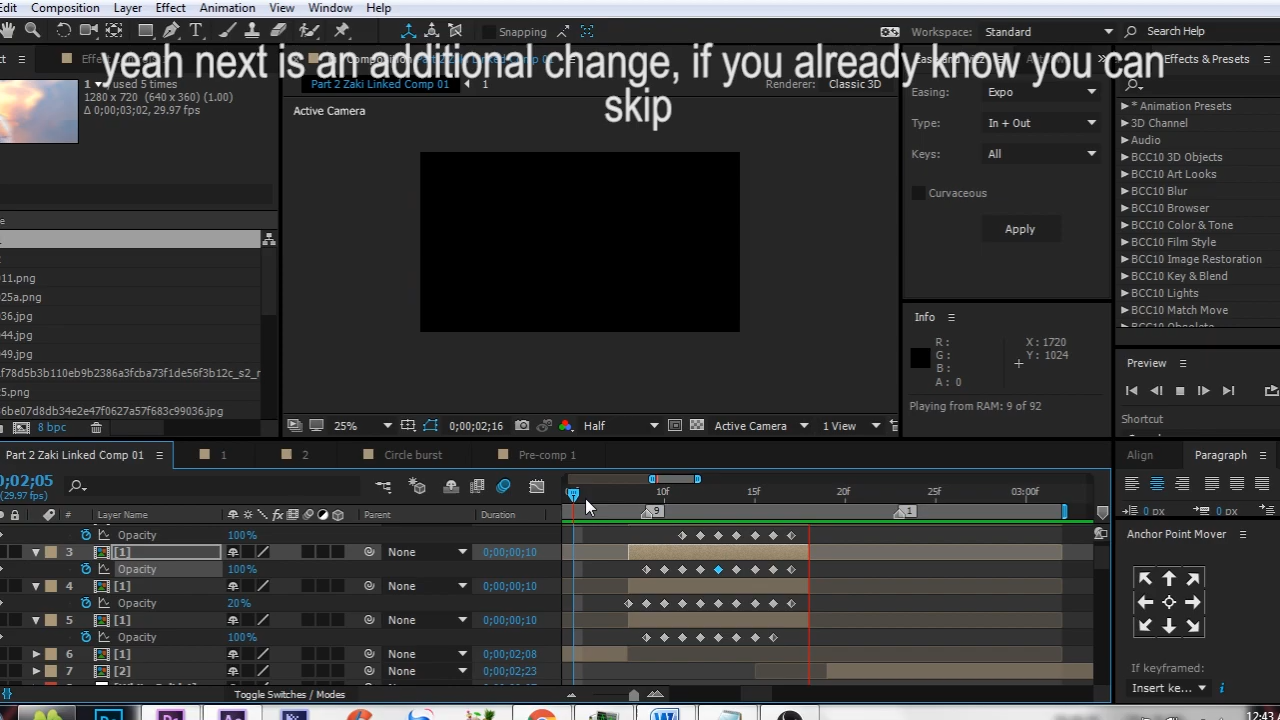 Edit Composition Layer Effect Animation View Window Help
Snapping
Workspace: Standard
Search Help
yeah next is an additional change, if you already know you can
skip
1 used 5 times
1280 x 720 (640 x 360) (1.00)
Δ 0;00;03;02, 29.97 fps
Part 2 Zaki Linked Comp 01
1
Renderer: Classic 3D
Active Camera
11.png
025a.png
036.jpg
044.jpg
049.jpg
f78d5b3b110eb9b2386a3fcba73f1de56f3b12c_s2_r
25.png
6be07d8db34e2e47f0627a57f683c99036.jpg
8 bpc
25%
0;00;02;16
Half
Active Camera
1 View
Easing: Expo
Type: In + Out
Keys: All
Curvaceous
Apply
Info
R :
G :
B :
A : 0
X : 1720
Y : 1024
Playing from RAM: 9 of 92
Effects & Presets
* Animation Presets
3D Channel
Audio
BCC10 3D Objects
BCC10 Art Looks
BCC10 Blur
BCC10 Browser
BCC10 Color & Tone
BCC10 Film Style
BCC10 Image Restoration
BCC10 Key & Blend
BCC10 Lights
BCC10 Match Move
BCC10 Obsolete
Preview
Shortcut
Part 2 Zaki Linked Comp 01
1
2
Circle burst
Pre-comp 1
02;05
(29.97 fps)
10f
15f
20f
25f
03:00f
9
1
# Layer Name
Parent
Duration
Opacity 100%
3 [1] None 0;00;00;10
Opacity 100%
4 [1] None 0;00;00;10
Opacity 20%
5 [1] None 0;00;00;10
Opacity 100%
6 [1] None 0;00;02;08
7 [2] None 0;00;02;23
Toggle Switches / Modes
Align
Paragraph
0 px
0 px
Anchor Point Mover
If keyframed:
Insert ke...
i
12:43